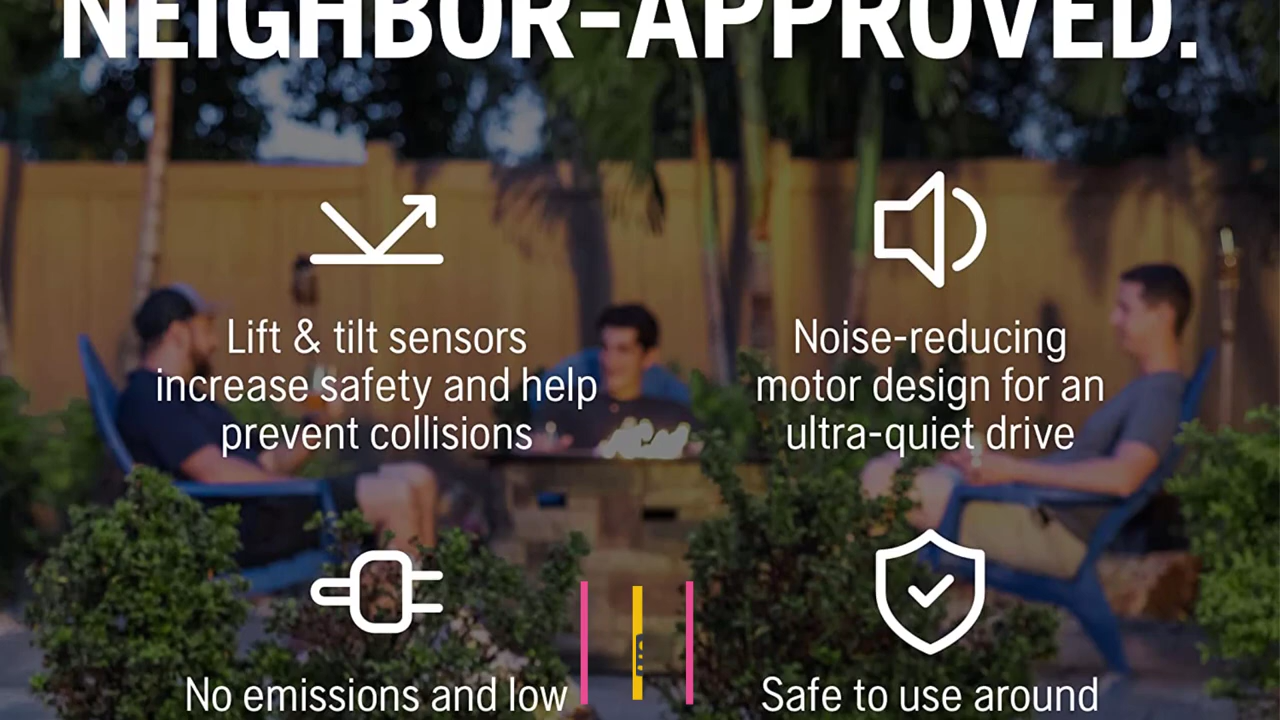 NEIGHBOR-APPROVED.
Lift & tilt sensors
increase safety and help
prevent collisions
Noise-reducing
motor design for an
ultra-quiet drive
No emissions and low
Safe to use around